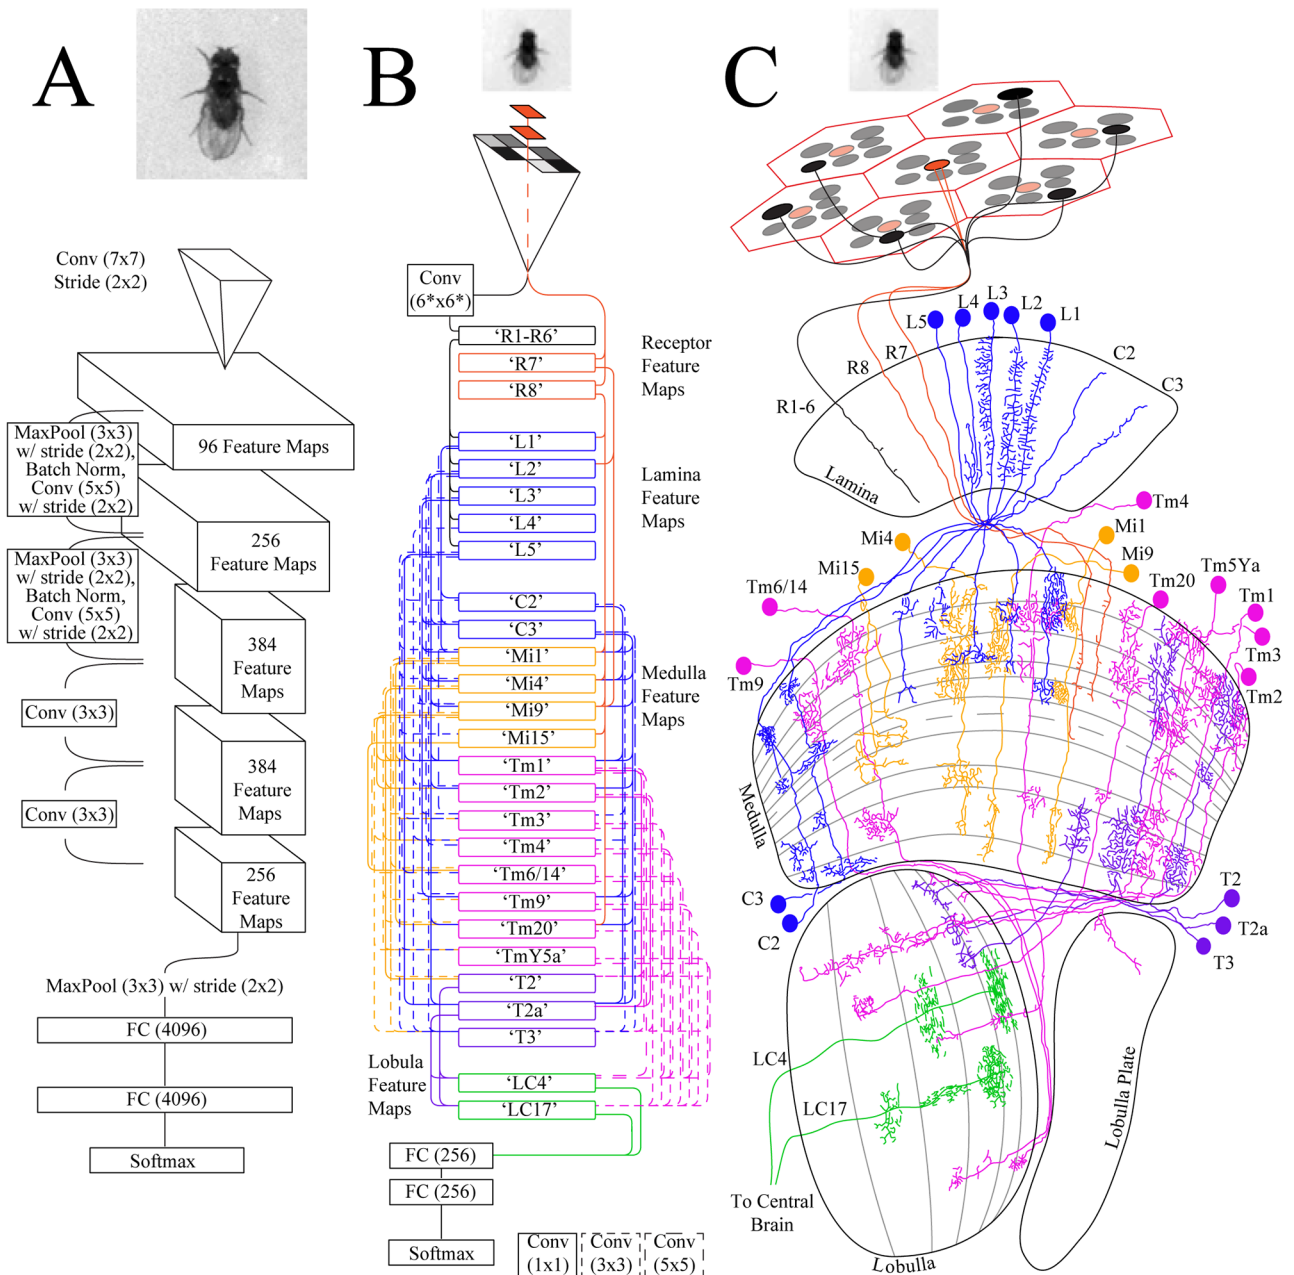 A
Conv (7x7)
Stride (2x2)
96 Feature Maps
MaxPool (3x3)
w/ stride (2x2),
Batch Norm,
Conv (5x5)
w/ stride (2x2)
256
Feature Maps
MaxPool (3x3)
w/ stride (2x2),
Batch Norm,
Conv (5x5)
w/ stride (2x2)
384
Feature
Maps
Conv (3x3)
384
Feature
Maps
Conv (3x3)
256
Feature
Maps
MaxPool (3x3) w/ stride (2x2)
FC (4096)
FC (4096)
Softmax
B
Conv
(6*x6*)
‘R1-R6’
‘R7’
‘R8’
Receptor
Feature
Maps
‘L1’
‘L2’
‘L3’
‘L4’
‘L5’
Lamina
Feature
Maps
‘C2’
‘C3’
‘Mi1’
‘Mi4’
‘Mi9’
‘Mi15’
‘Tm1’
‘Tm2’
‘Tm3’
‘Tm4’
‘Tm6/14’
‘Tm9’
‘Tm20’
‘TmY5a’
‘T2’
‘T2a’
‘T3’
Medulla
Feature
Maps
Lobula
Feature
Maps
‘LC4’
‘LC17’
FC (256)
FC (256)
Softmax
Conv
(1x1)
Conv
(3x3)
Conv
(5x5)
C
L5
L4
L3
L2
L1
R8
R7
R1-6
C2
C3
Lamina
Tm4
Mi4
Mi1
Mi15
Mi9
Tm6/14
Tm5Ya
Tm20
Tm1
Tm3
Tm9
Tm2
Medulla
C3
C2
T2
T2a
T3
LC4
LC17
Lobulla Plate
To Central
Brain
Lobulla